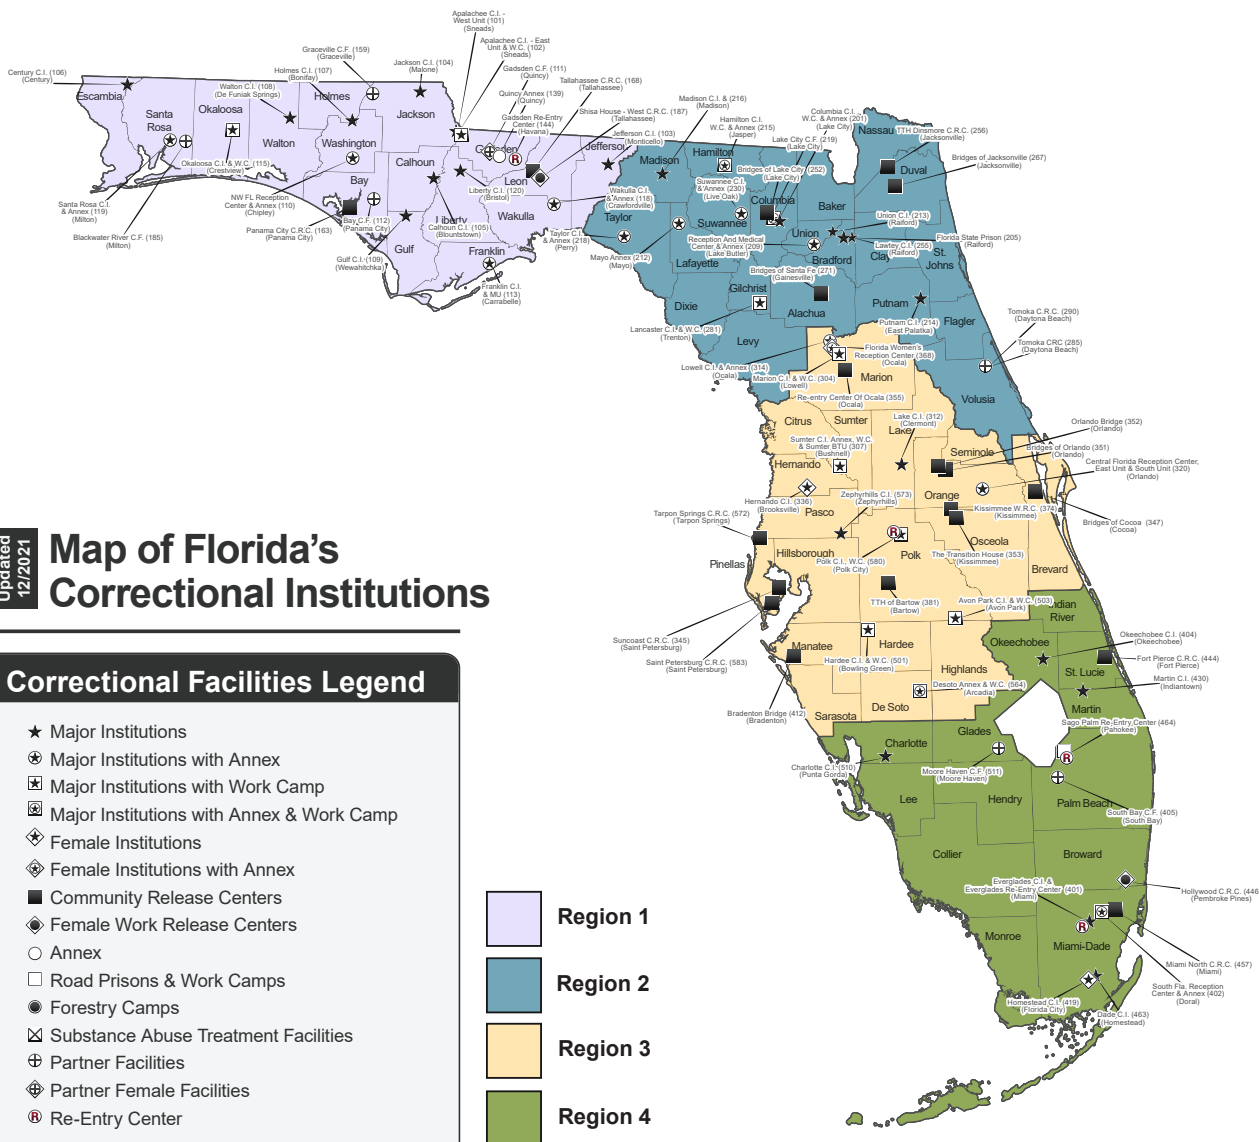 Apalachee C.I. -
West Unit (101)
(Sneads)
Apalachee C.I. - East
Unit & W.C. (102)
(Sneads)
Graceville C.F. (159)
(Graceville)
Jackson C.I. (104)
(Malone)
Gadsden C.F. (111)
(Quincy)
Century C.I. (106)
(Century)
Holmes C.I. (107)
(Bonifay)
Walton C.I. (108)
(De Funiak Springs)
Quincy Annex (139)
(Quincy)
Tallahassee C.R.C. (168)
(Tallahassee)
Gadsden Re-Entry
Center (144)
(Havana)
Shisa House - West C.R.C. (187)
(Tallahassee)
Jefferson C.I. (103)
(Monticello)
Madison C.I. & (216)
(Madison)
Hamilton C.I.
W.C. & Annex (215)
(Jasper)
Columbia C.I.
W.C. & Annex (201)
(Lake City)
Lake City C.F. (219)
(Lake City)
Bridges of Lake City (252)
(Lake City)
TTH Dinsmore C.R.C. (256)
(Jacksonville)
Bridges of Jacksonville (267)
(Jacksonville)
Escambia
Santa
Rosa
Okaloosa
Walton
Holmes
Washington
Jackson
Calhoun
Bay
Gulf
Liberty
Gadsden
Leon
Wakulla
Franklin
Jefferson
Okaloosa C.I. & W.C. (115)
(Crestview)
Santa Rosa C.I.
& Annex (119)
(Milton)
Blackwater River C.F. (185)
(Milton)
NW FL Reception
Center & Annex (110)
(Chipley)
Panama City C.R.C. (163)
(Panama City)
Bay C.F. (112)
(Panama City)
Gulf C.I. (109)
(Wewahitchka)
Calhoun C.I. (105)
(Blountstown)
Liberty C.I. (120)
(Bristol)
Wakulla C.I.
& Annex (118)
(Crawfordville)
Franklin C.I.
& MU (113)
(Carrabelle)
Taylor C.I.
& Annex (218)
(Perry)
Mayo Annex (212)
(Mayo)
Madison
Hamilton
Taylor
Suwannee
Columbia
Lafayette
Dixie
Gilchrist
Levy
Alachua
Union
Bradford
Baker
Nassau
Duval
Clay
St.
Johns
Putnam
Flagler
Volusia
Suwannee C.I.
& Annex (230)
(Live Oak)
Reception And Medical
Center & Annex (209)
(Lake Butler)
Union C.I. (213)
(Raiford)
Florida State Prison (205)
(Raiford)
Lawtey C.I. (255)
(Raiford)
Bridges of Santa Fe (271)
(Gainesville)
Lancaster C.I. & W.C. (281)
(Trenton)
Putnam C.I. (214)
(East Palatka)
Tomoka C.R.C. (290)
(Daytona Beach)
Tomoka CRC (285)
(Daytona Beach)
Lowell C.I. & Annex (314)
(Ocala)
Florida Women's
Reception Center (368)
(Ocala)
Marion C.I. & W.C. (304)
(Lowell)
Re-entry Center Of Ocala (355)
(Ocala)
Marion
Citrus
Sumter
Lake
Lake C.I. (312)
(Clermont)
Sumter C.I. Annex, W.C.
& Sumter BTU (307)
(Bushnell)
Hernando
Hernando C.I. (336)
(Brooksville)
Pasco
Zephyrhills C.I. (573)
(Zephyrhills)
Seminole
Orlando Bridge (352)
(Orlando)
Bridges of Orlando (351)
(Orlando)
Central Florida Reception Center,
East Unit & South Unit (320)
(Orlando)
Orange
Kissimmee W.R.C. (374)
(Kissimmee)
Bridges of Cocoa (347)
(Cocoa)
The Transition House (353)
(Kissimmee)
Osceola
Brevard
Tarpon Springs C.R.C. (572)
(Tarpon Springs)
Pinellas
Hillsborough
Polk
Polk C.I., W.C. (580)
(Polk City)
TTH of Bartow (381)
(Bartow)
Avon Park C.I. & W.C. (503)
(Avon Park)
Suncoast C.R.C. (345)
(Saint Petersburg)
Saint Petersburg C.R.C. (583)
(Saint Petersburg)
Manatee
Hardee
Hardee C.I. & W.C. (501)
(Bowling Green)
Highlands
Desoto Annex & W.C. (564)
(Arcadia)
Bradenton Bridge (412)
(Bradenton)
Sarasota
De Soto
Indian
River
Okeechobee
Okeechobee C.I. (404)
(Okeechobee)
Fort Pierce C.R.C. (444)
(Fort Pierce)
St. Lucie
Martin C.I. (430)
(Indiantown)
Martin
Sago Palm Re-Entry Center (464)
(Pahokee)
Charlotte
Charlotte C.I. (510)
(Punta Gorda)
Glades
Moore Haven C.F. (511)
(Moore Haven)
Lee
Hendry
Palm Beach
South Bay C.F. (405)
(South Bay)
Collier
Broward
Everglades C.I. &
Everglades Re-Entry Center (401)
(Miami)
Hollywood C.R.C. (446
(Pembroke Pines)
Monroe
Miami-Dade
Miami North C.R.C. (457)
(Miami)
South Fla. Reception
Center & Annex (402)
(Doral)
Homestead C.I. (419)
(Florida City)
Dade C.I. (463)
(Homestead)
Updated
12/2021
Map of Florida's
Correctional Institutions
Correctional Facilities Legend
Major Institutions
Major Institutions with Annex
Major Institutions with Work Camp
Major Institutions with Annex & Work Camp
Female Institutions
Female Institutions with Annex
Community Release Centers
Female Work Release Centers
Annex
Road Prisons & Work Camps
Forestry Camps
Substance Abuse Treatment Facilities
Partner Facilities
Partner Female Facilities
R Re-Entry Center
Region 1
Region 2
Region 3
Region 4